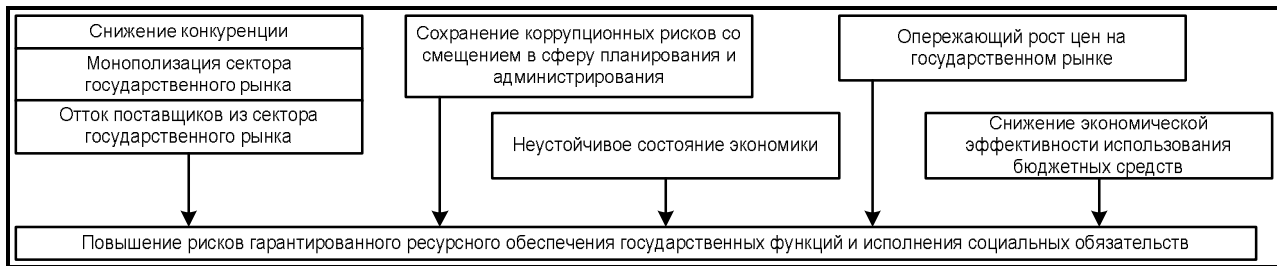 Снижение конкуренции
Монополизация сектора
государственного рынка
Отток поставщиков из сектора
государственного рынка
Сохранение коррупционных рисков со
смещением в сферу планирования и
администрирования
Опережающий рост цен на
государственном рынке
Неустойчивое состояние экономики
Снижение экономической
эффективности использования
бюджетных средств
Повышение рисков гарантированного ресурсного обеспечения государственных функций и исполнения социальных обязательств